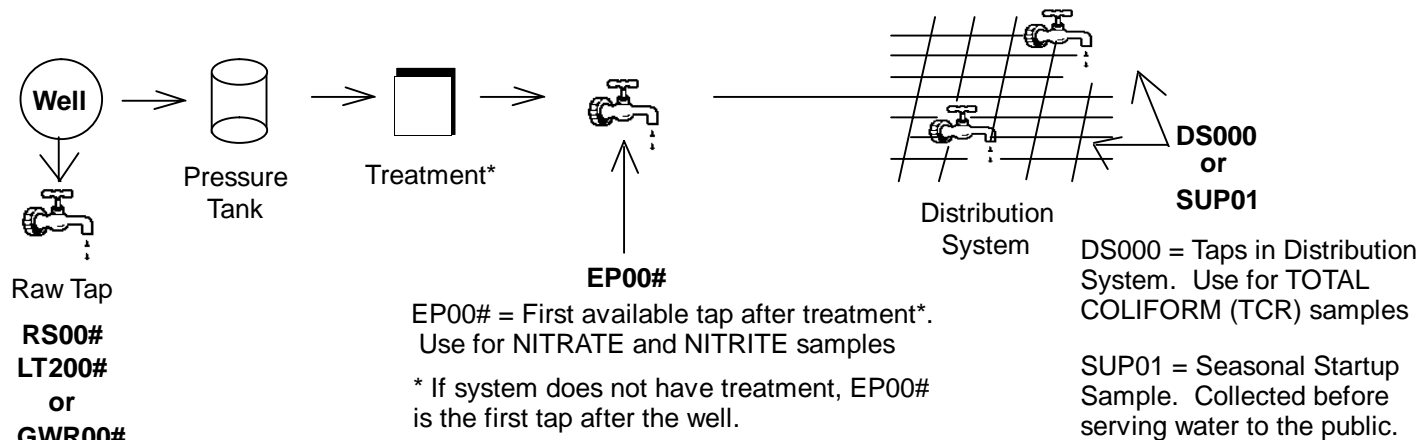 Well
Pressure
Tank
Treatment*
Raw Tap
RS00#
LT200#
or
GWR00#
EP00#
EP00# = First available tap after treatment*.
Use for NITRATE and NITRITE samples
* If system does not have treatment, EP00#
is the first tap after the well.
Distribution
System
DS000
or
SUP01
DS000 = Taps in Distribution
System. Use for TOTAL
COLIFORM (TCR) samples
SUP01 = Seasonal Startup
Sample. Collected before
serving water to the public.